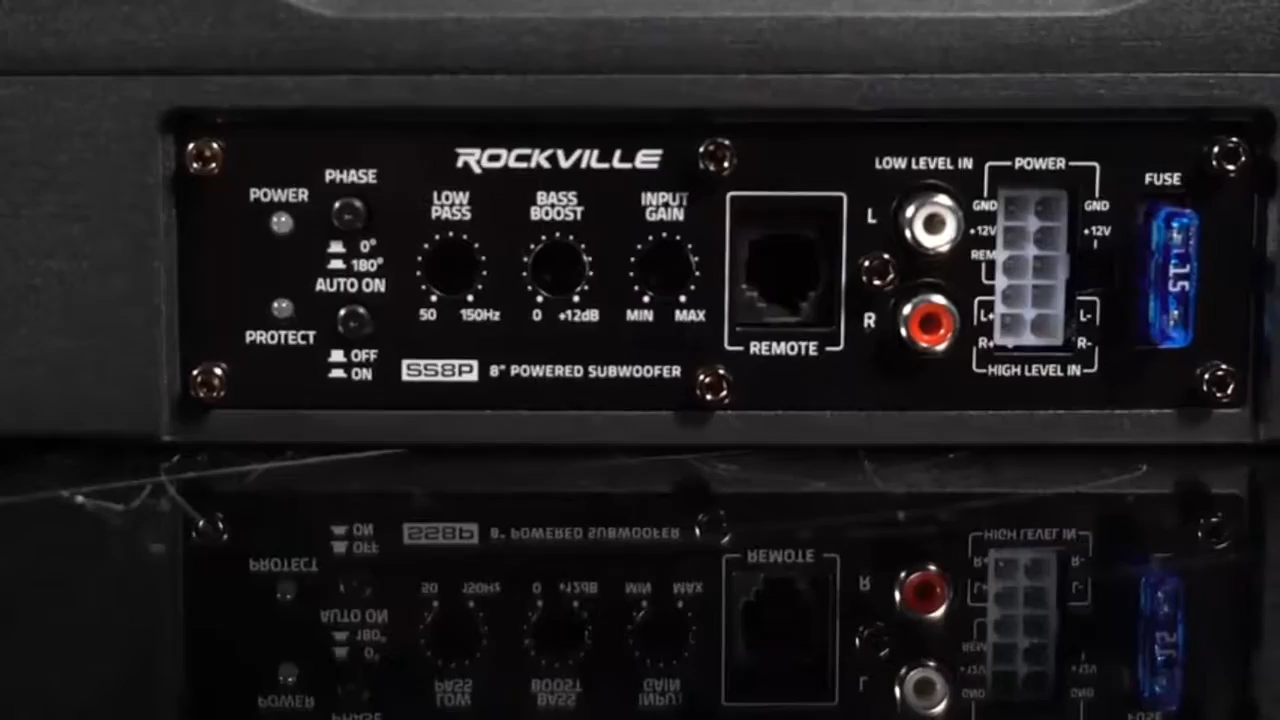 ROCKVILLE
POWER
PHASE
0°
180°
AUTO ON
PROTECT
OFF
ON
LOW
PASS
50 150Hz
BASS
BOOST
0 +12dB
INPUT
GAIN
MIN MAX
SS8P 8" POWERED SUBWOOFER
REMOTE
LOW LEVEL IN
L
R
POWER
GND GND
+12V +12V
REM
L+ L-
R+ R-
HIGH LEVEL IN
FUSE
15